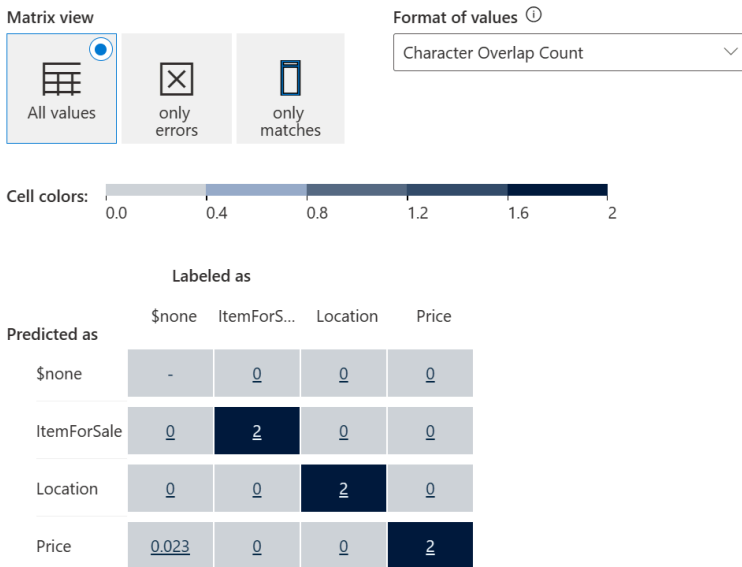 Matrix view
Format of values
All values
only
errors
only
matches
Character Overlap Count
Cell colors:
0.0 0.4 0.8 1.2 1.6 2
Labeled as
$none ItemForS... Location Price
Predicted as
$none - 0 0 0
ItemForSale 0 2 0 0
Location 0 0 2 0
Price 0.023 0 0 2